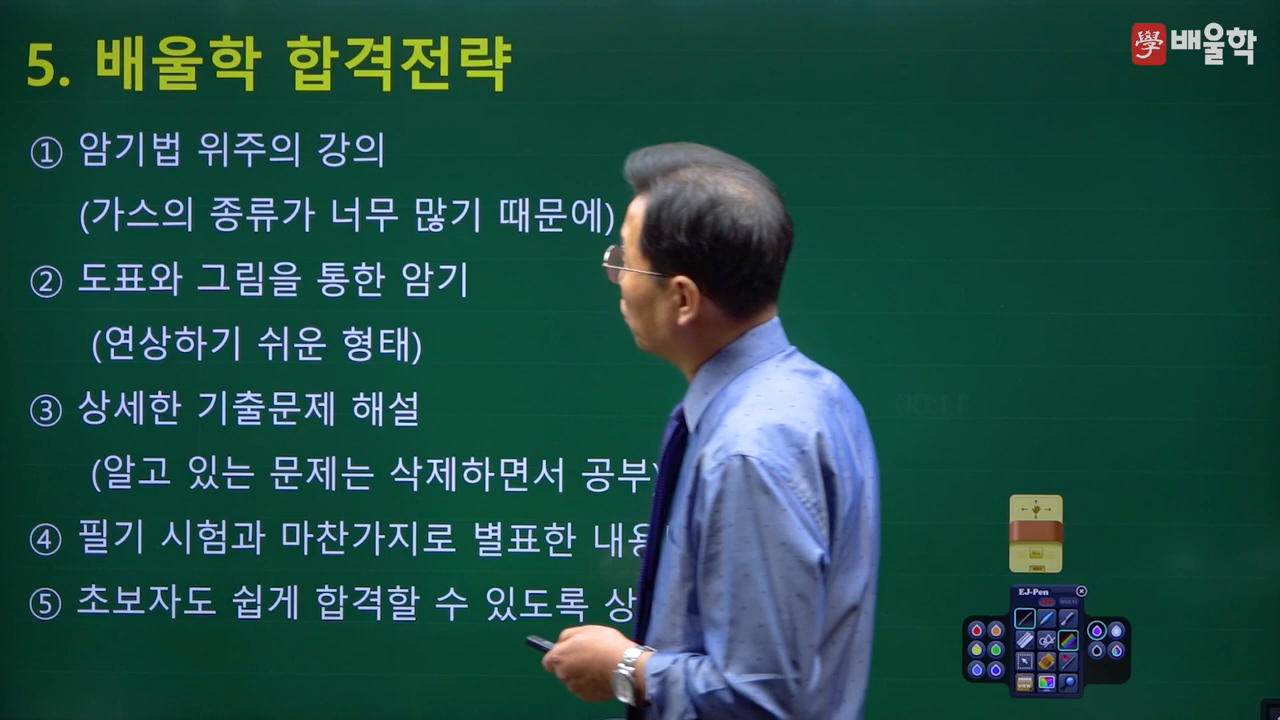 5. 배울학 합격전략
學 배울학
① 암기법 위주의 강의
(가스의 종류가 너무 많기 때문에)
② 도표와 그림을 통한 암기
(연상하기 쉬운 형태)
③ 상세한 기출문제 해설
(알고 있는 문제는 삭제하면서 공부)
④ 필기 시험과 마찬가지로 별표한
⑤ 초보자도 쉽게 합격할 수 있도록
EJ-Pen